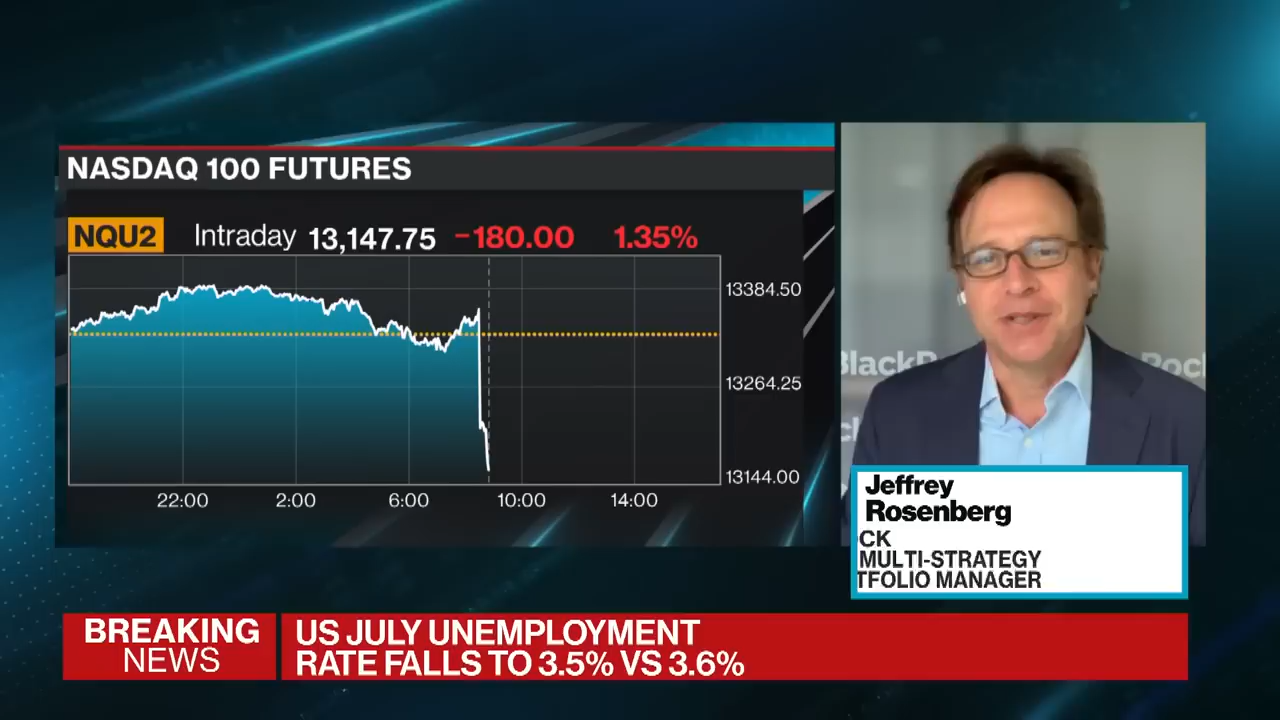 NASDAQ 100 FUTURES
NQU2 Intraday 13,147.75 -180.00 1.35%
13384.50
13264.25
13144.00
22:00 2:00 6:00 10:00 14:00
BlackR Rock
Jeffrey
Rosenberg
CK
MULTI-STRATEGY
TFOLIO MANAGER
BREAKING
NEWS
US JULY UNEMPLOYMENT
RATE FALLS TO 3.5% VS 3.6%